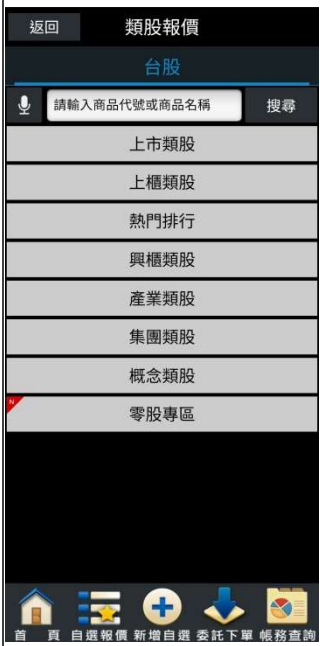 返回 類股報價
台股
請輸入商品代號或商品名稱 搜尋
上市類股
上櫃類股
熱門排行
興櫃類股
產業類股
集團類股
概念類股
N
零股專區
首 頁 自選報價 新增自選 委託下單 帳務查詢